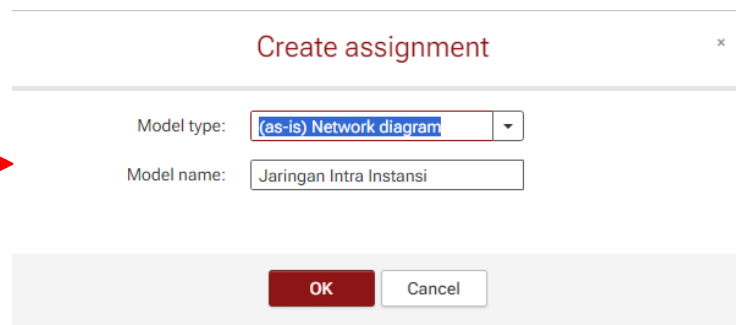 Create assignment
×
Model type: (as-is) Network diagram
Model name: Jaringan Intra Instansi
OK Cancel